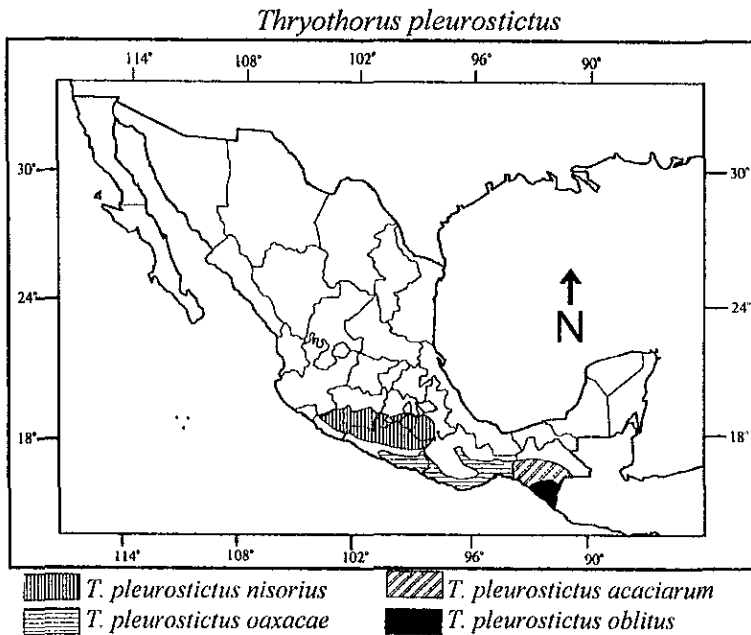 Thryothorus pleurostictus
114° 108° 102° 96° 90°
30° 30°
24° 24°
N
18° 18°
114° 108° 102° 96° 90°
T. pleurostictus nisorius T. pleurostictus acaciarum
T. pleurostictus oaxacae T. pleurostictus oblitus